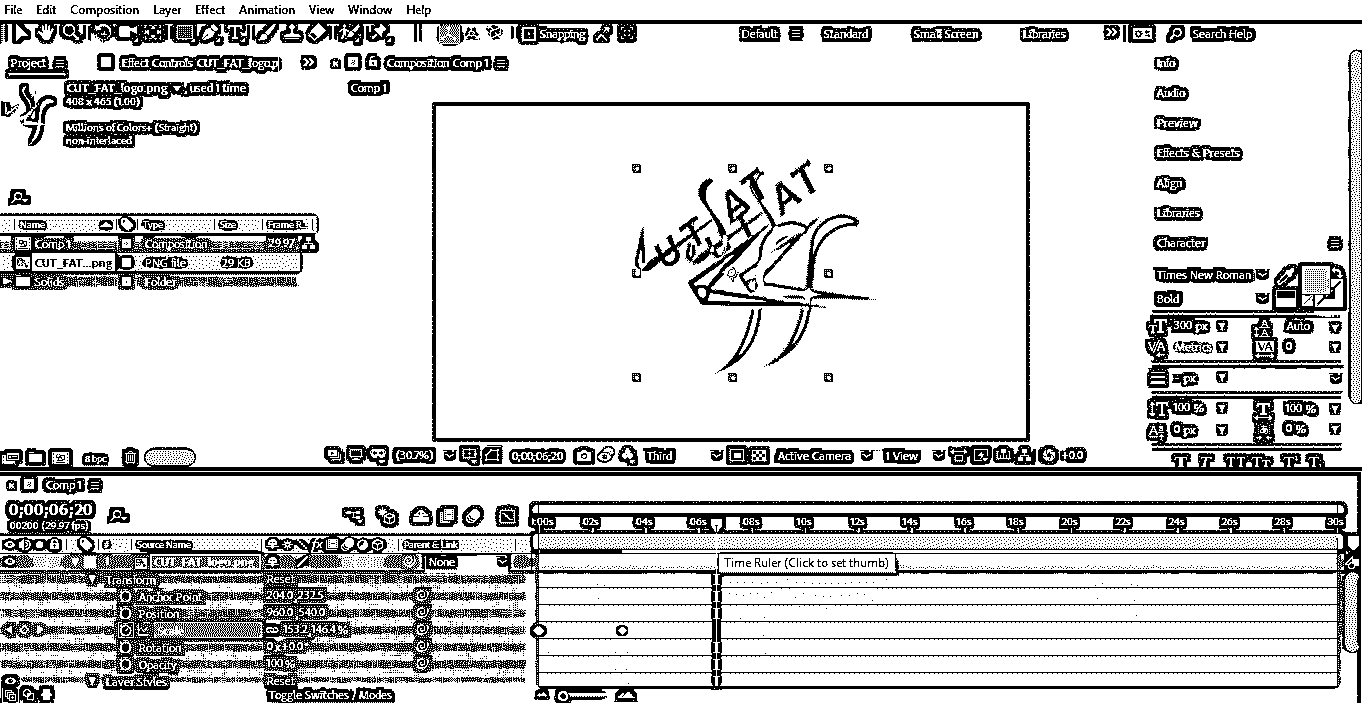 File Edit Composition Layer Effect Animation View Window Help
Snapping Default Standard Small Screen Libraries Search Help
Project Effect Controls CUT_FAT_logo.p Composition Comp 1
CUT_FAT_logo.png, used 1 time
408 x 465 (1.00)
Millions of Colors+ (Straight)
non-interlaced
Comp 1
Info
Audio
Preview
Effects & Presets
Align
Libraries
Character
Times New Roman
Bold
300 px Auto
Metrics 0
- px
100 % 100 %
0 px 0 %
CUT FAT
Name Type Size Frame R...
Comp 1 Composition 29.97
CUT_FAT...png PNG file 29 KB
Solids Folder
8 bpc (30.7%) 0;00;06;20 Third Active Camera 1 View +0.0
Comp 1
0;00;06;20
00200 (29.97 fps)
:00s 02s 04s 06s 08s 10s 12s 14s 16s 18s 20s 22s 24s 26s 28s 30s
# Source Name Parent & Link
CUT_FAT_logo.png None
Time Ruler (Click to set thumb)
Transform Reset
Anchor Point 204.0, 232.5
Position 960.0, 540.0
Scale
Rotation 0 x +0.0°
Opacity 100 %
Layer Styles Reset
Toggle Switches / Modes